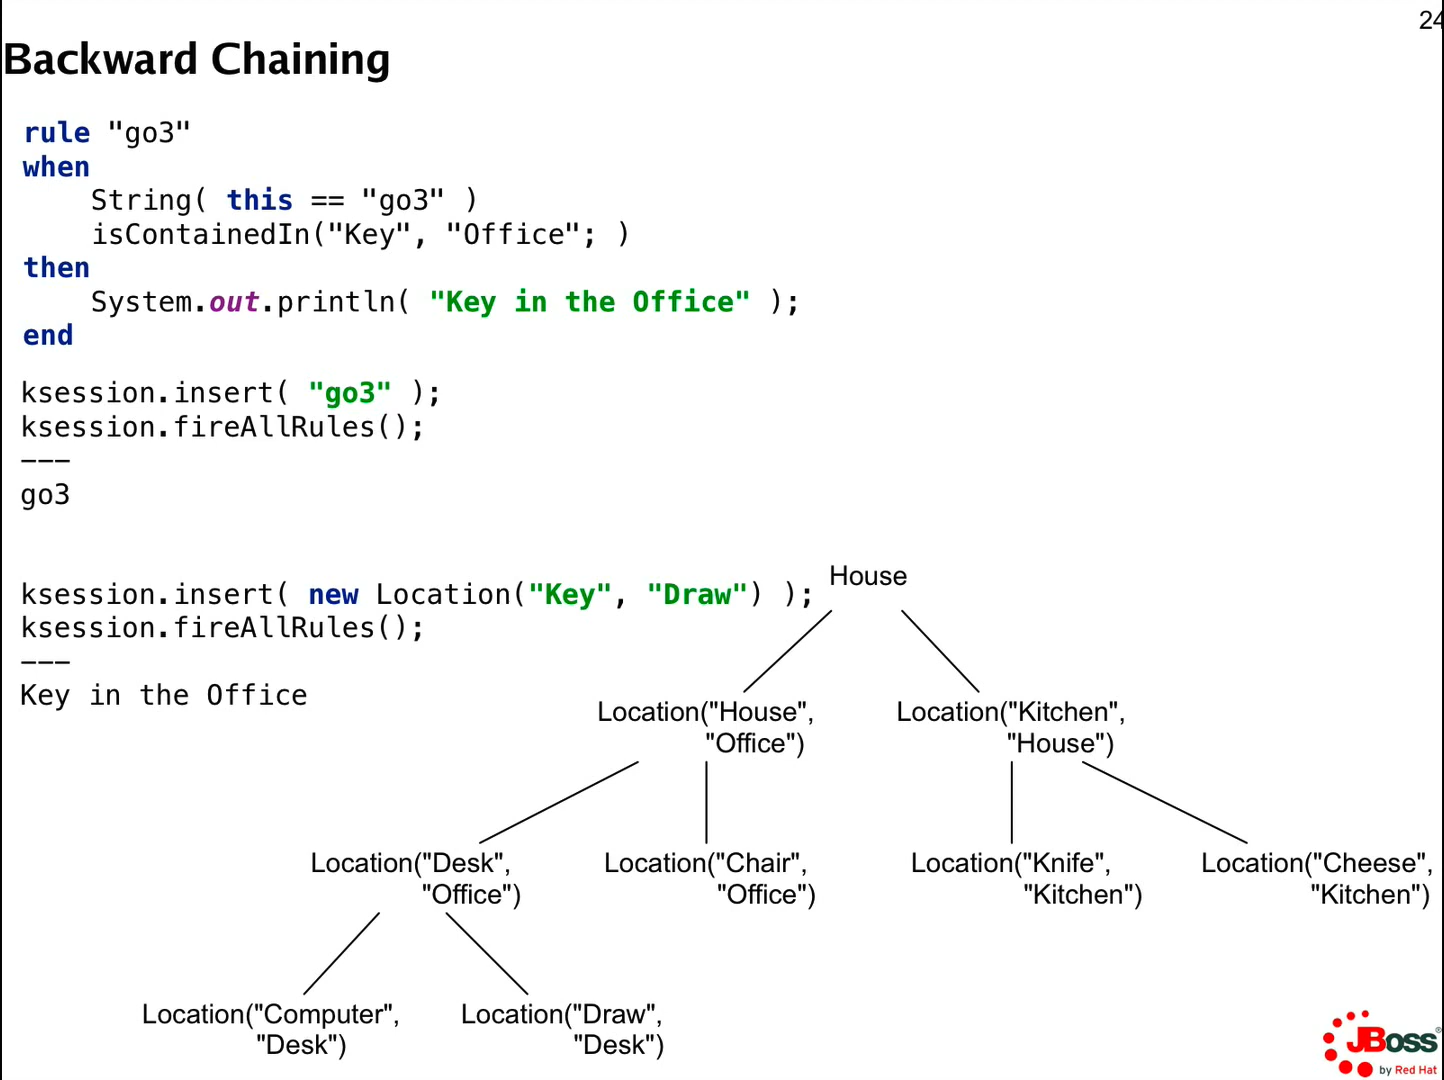 24
Backward Chaining
rule "go3"
when
String( this == "go3" )
isContainedIn("Key", "Office"; )
then
System.out.println( "Key in the Office" );
end
ksession.insert( "go3" );
ksession.fireAllRules();
---
go3
ksession.insert( new Location("Key", "Draw") );
ksession.fireAllRules();
---
Key in the Office
House
Location("House",
"Office")
Location("Kitchen",
"House")
Location("Desk",
"Office")
Location("Chair",
"Office")
Location("Knife",
"Kitchen")
Location("Cheese",
"Kitchen")
Location("Computer",
"Desk")
Location("Draw",
"Desk")
JBoss®
by Red Hat